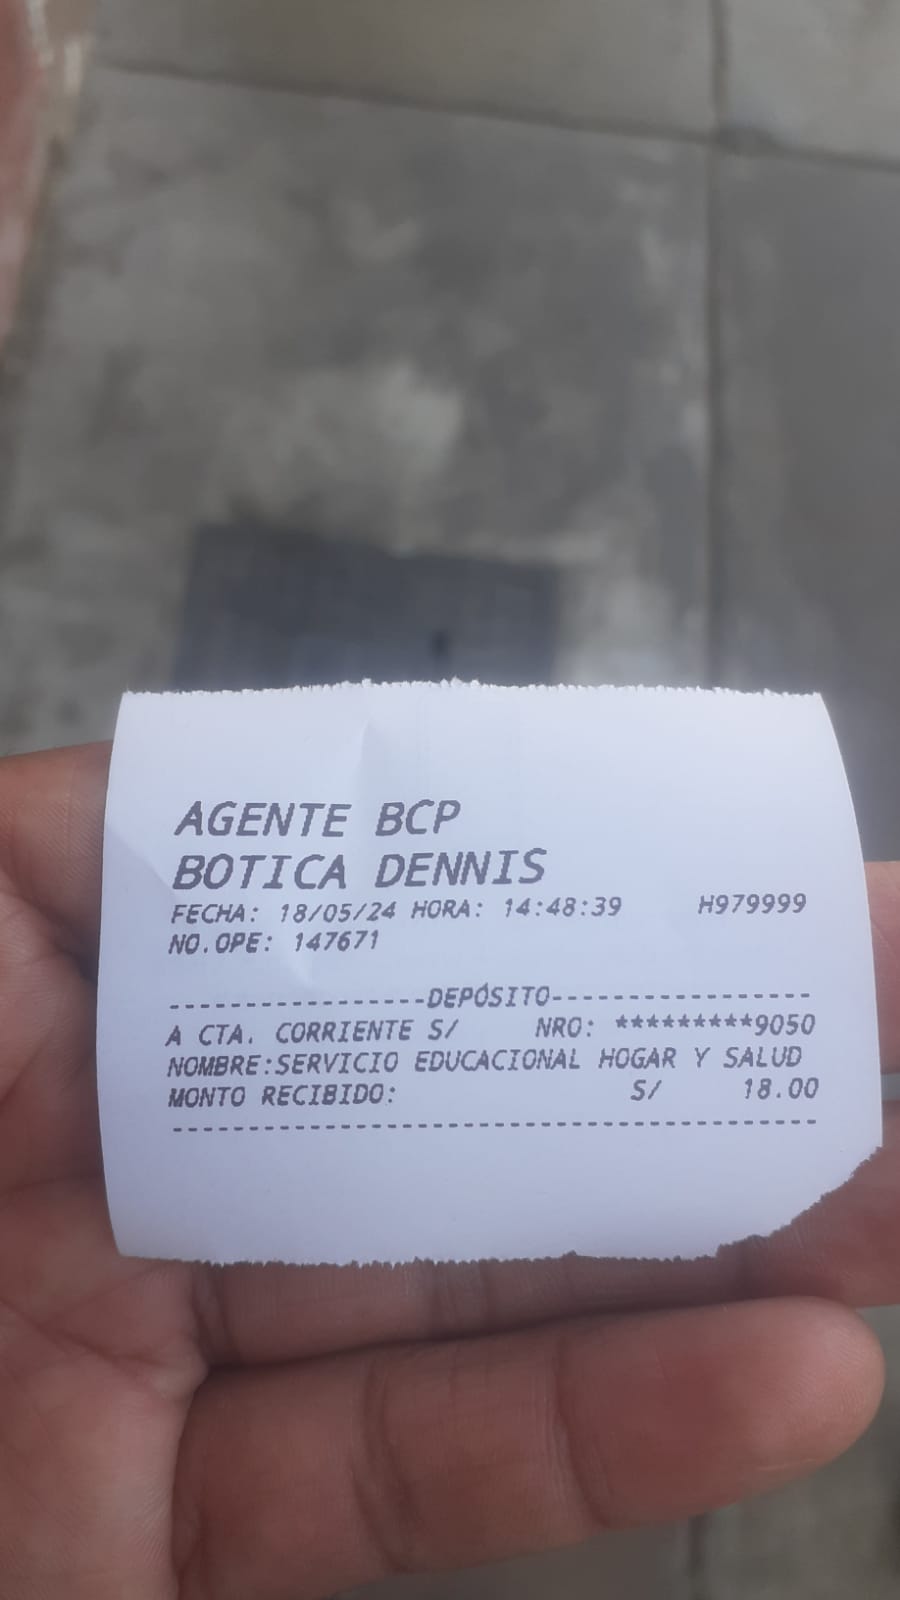 AGENTE BCP
BOTICA DENNIS
FECHA: 18/05/24 HORA: 14:48:39 H979999
NO.OPE: 147671
-----------------DEPÓSITO-----------------
A CTA. CORRIENTE S/ NRO: *********9050
NOMBRE:SERVICIO EDUCACIONAL HOGAR Y SALUD
MONTO RECIBIDO: S/ 18.00
------------------------------------------